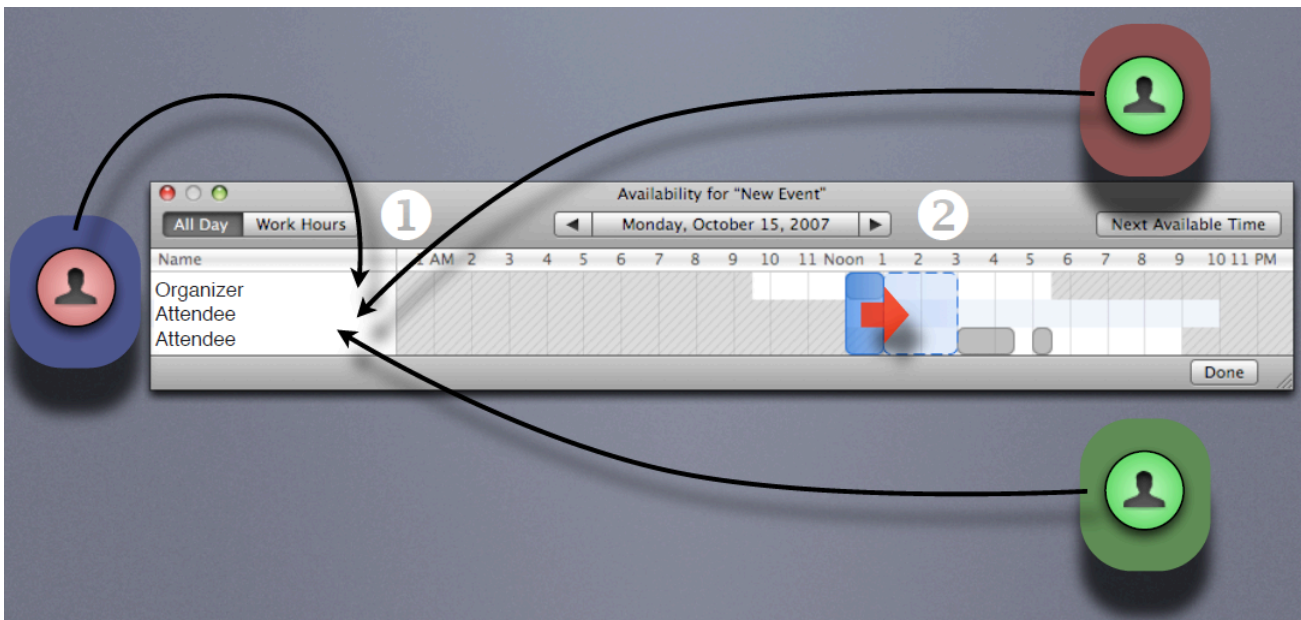 Availability for "New Event"
All Day Work Hours ❶ Monday, October 15, 2007 ❷ Next Available Time
Name 1 AM 2 3 4 5 6 7 8 9 10 11 Noon 1 2 3 4 5 6 7 8 9 10 11 PM
Organizer
Attendee
Attendee
Done